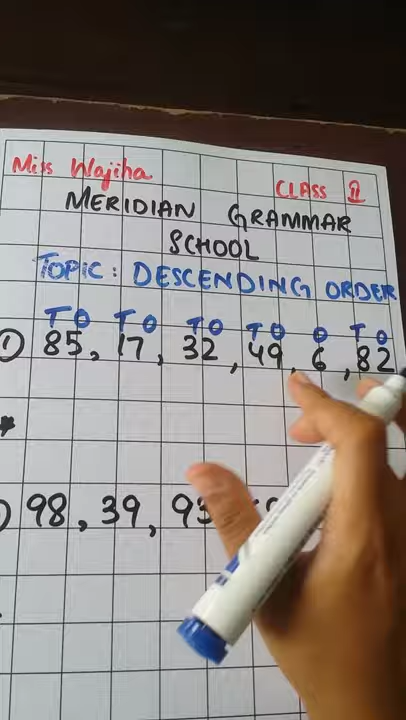 Miss Wajiha
CLASS 1
MERIDIAN GRAMMAR
SCHOOL
TOPIC: DESCENDING ORDER
T O T O T O T O O T O
① 85, 17, 32, 49, 6, 82
98, 39, 93